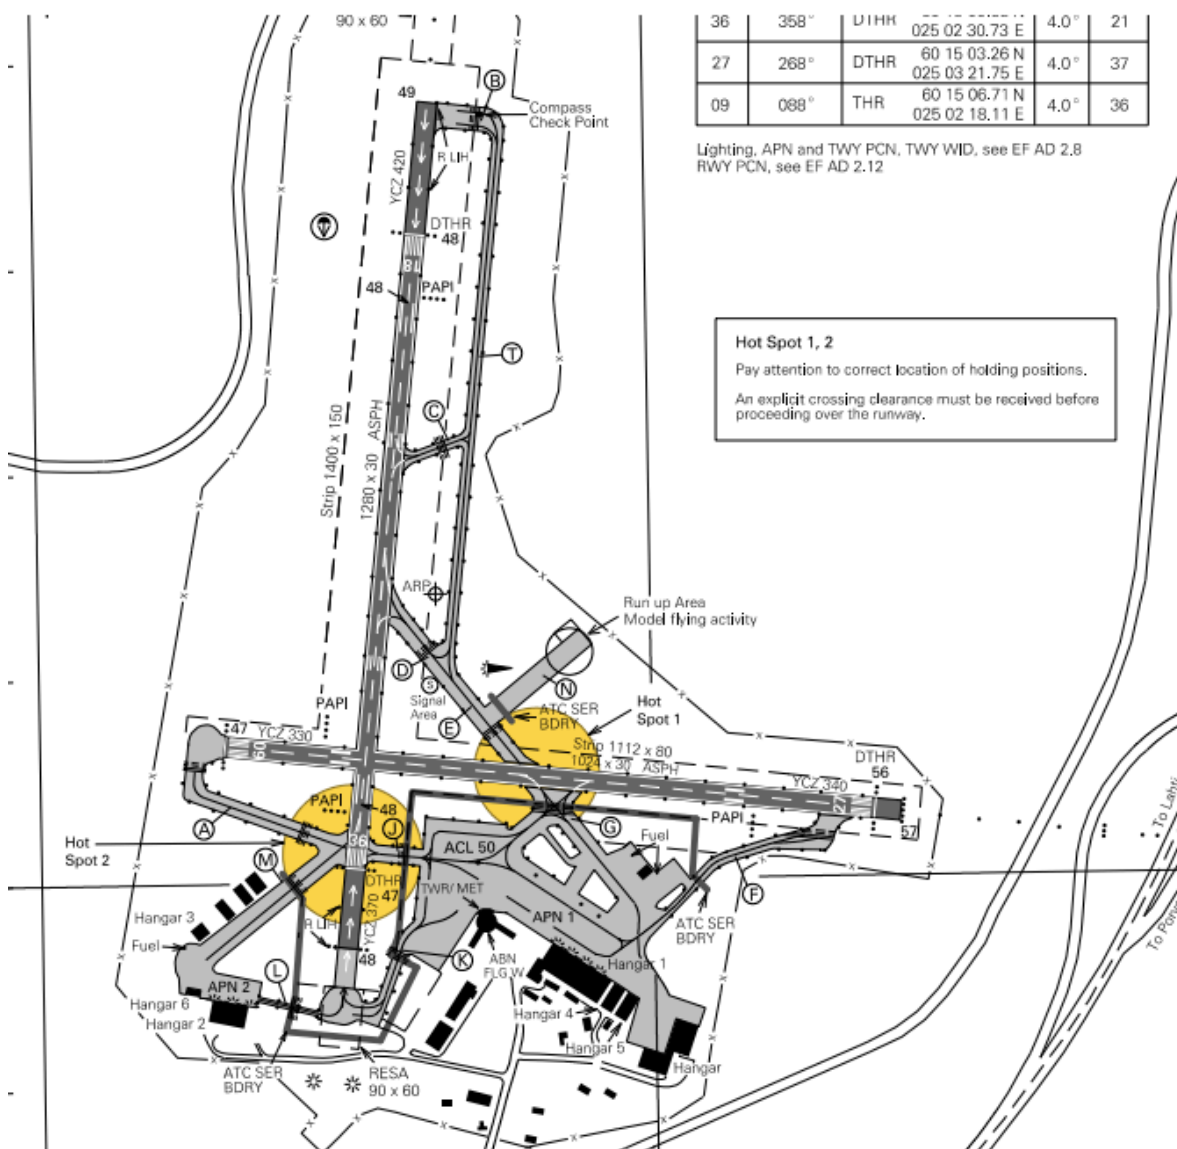 90 x 60
36 358° DTHR 025 02 30.73 E 4.0° 21
27 268° DTHR 60 15 03.26 N
025 03 21.75 E 4.0° 37
09 088° THR 60 15 06.71 N
025 02 18.11 E 4.0° 36
Lighting, APN and TWY PCN, TWY WID, see EF AD 2.8
RWY PCN, see EF AD 2.12
49
B
Compass
Check Point
R LIH
YCZ 420
DTHR
48
18
48
PAPI
T
Hot Spot 1, 2
Pay attention to correct location of holding positions.
An explicit crossing clearance must be received before
proceeding over the runway.
C
Strip 1400 x 150
1280 x 30 ASPH
ARP
Run up Area
Model flying activity
D
S
Signal
Area
E
N
ATC SER
BDRY
Hot
Spot 1
PAPI
47
YCZ 330
09
Strip 1112 x 80
1024 x 30 ASPH
DTHR
56
YCZ 340
27
57
PAPI
48
PAPI
A
J
G
Fuel
ACL 50
36
Hot
Spot 2
M
DTHR
47
TWR/ MET
F
To Lahti
Hangar 3
R LIH
YCZ 370
APN 1
ATC SER
BDRY
Fuel
48
K
ABN
FLG W
Hangar 1
L
APN 2
Hangar 6
Hangar 2
Hangar 4
Hangar 5
Hangar
ATC SER
BDRY
RESA
90 x 60